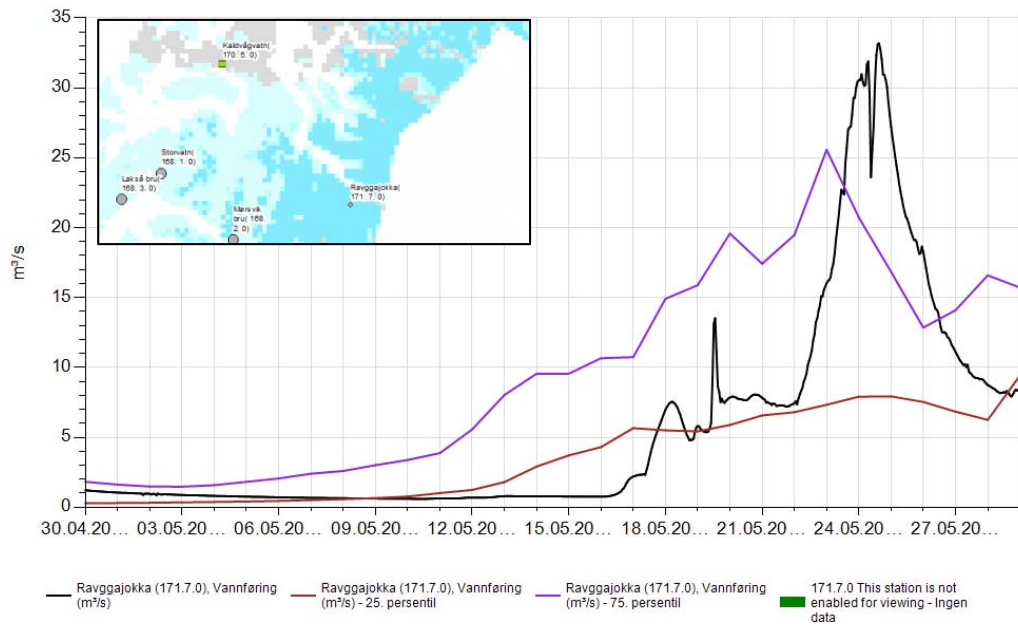 35
30
25
20
15
10
5
0
m³/s
Kaldvågvatn(
170. 5. 0)
Storvatn(
168. 1. 0)
Lakså bru(
168. 3. 0)
Ravggajokka(
171. 7. 0)
Mørsvik
bru( 168.
2. 0)
30.04.20...
03.05.20...
09.05.20...
12.05.20...
15.05.20...
18.05.20...
21.05.20...
24.05.20...
27.05.20...
Ravggajokka (171.7.0), Vannføring
(m³/s)
Ravggajokka (171.7.0), Vannføring
(m³/s) - 25. persentil
Ravggajokka (171.7.0), Vannføring
(m³/s) - 75. persentil
171.7.0 This station is not
enabled for viewing - Ingen
data